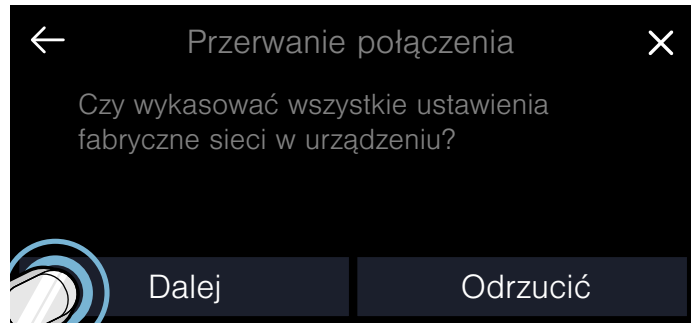 Przerwanie połączenia
Czy wykasować wszystkie ustawienia
fabryczne sieci w urządzeniu?
Dalej
Odrzucić